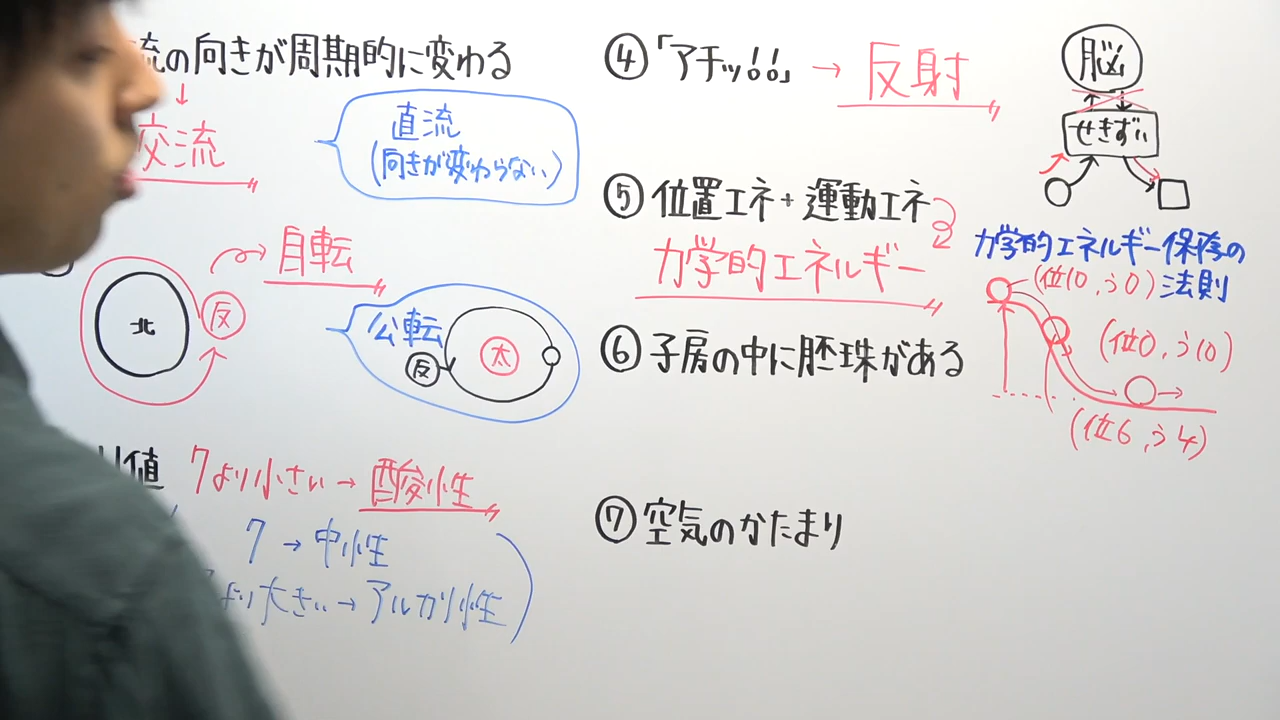 流の向きが周期的に変わる
↓
交流
直流
(向きが変わらない)
自転
北
反
公転
反
太
り値 7より小さい→酸性
7→中性
より大きい→アルカリ性
④「アチッ!!」→反射
脳
せきずい
⑤位置エネ+運動エネ
力学的エネルギー
力学的エネルギー保存の
法則
(位10,う0)
(位0,う10)
(位6,う4)
⑥子房の中に胚珠がある
⑦空気のかたまり